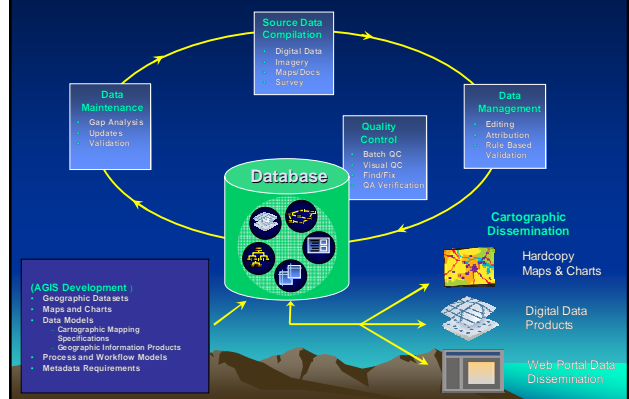 Source Data
Compilation
Digital Data
Imagery
Maps/Docs
Survey
Data
Maintenance
Gap Analysis
Updates
Validation
Data
Management
Editing
Attribution
Rule Based
Validation
Quality
Control
Batch QC
Visual QC
Find/Fix
QA Verification
Database
Cartographic
Dissemination
Hardcopy
Maps & Charts
Digital Data
Products
Web Portal Data
Dissemination
(AGIS Development )
• Geographic Datasets
• Maps and Charts
• Data Models
– Cartographic Mapping
Specifications
– Geographic Information Products
• Process and Workflow Models
• Metadata Requirements